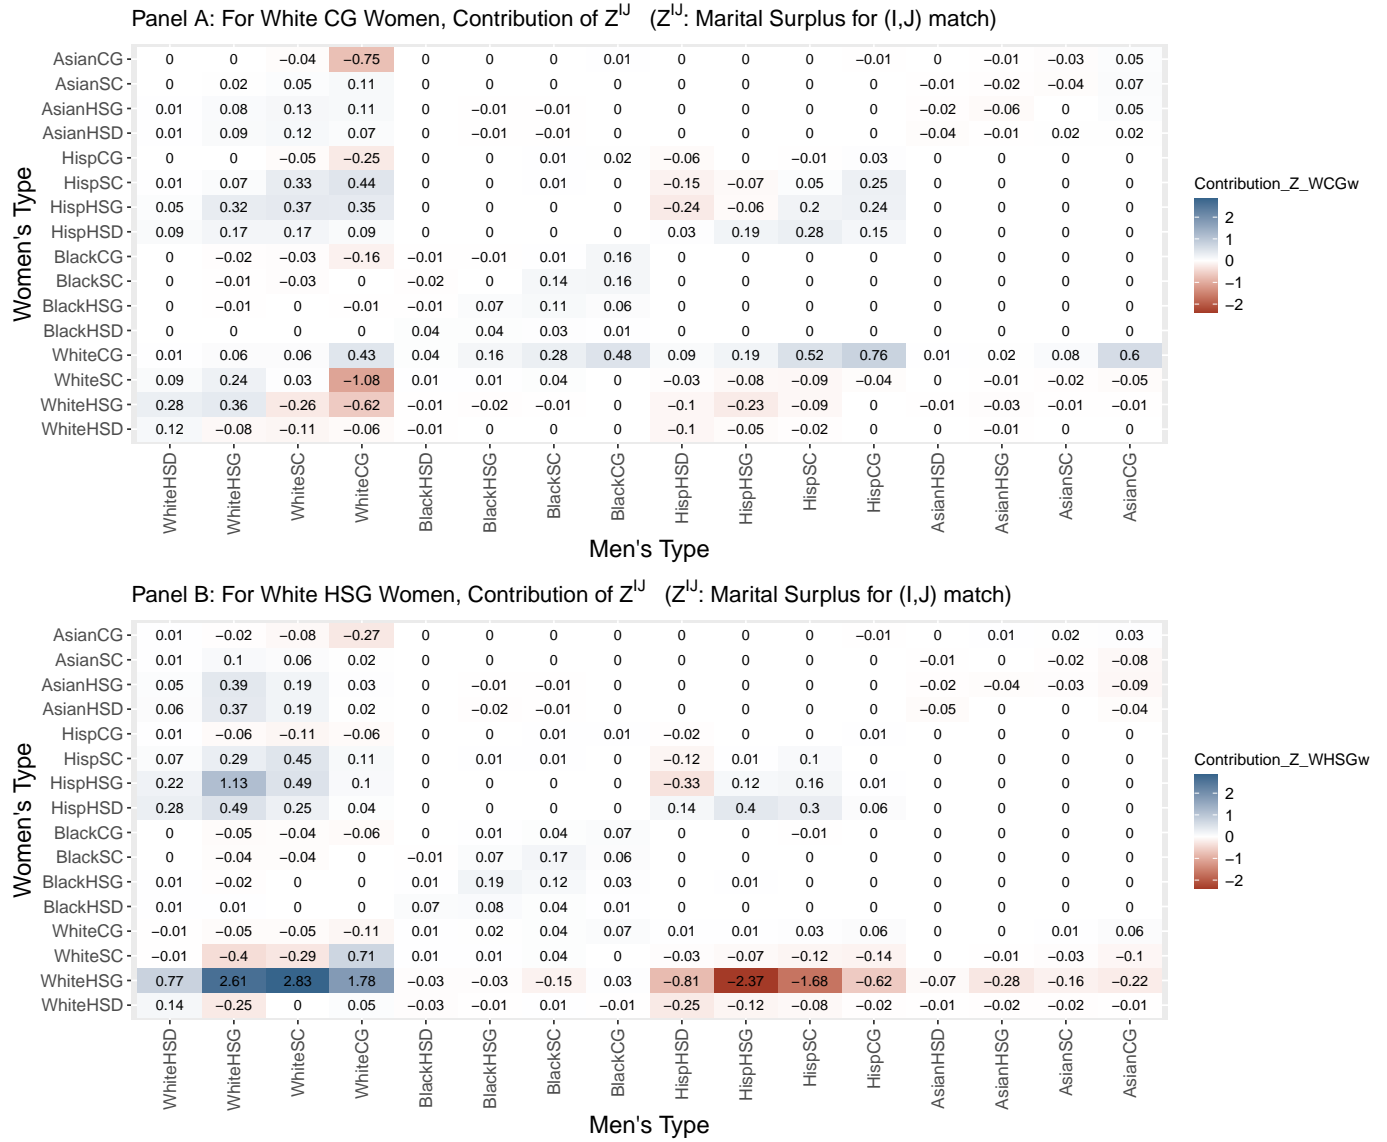 Panel A: For White CG Women, Contribution of Z^IJ (Z^IJ: Marital Surplus for (I,J) match)
Women's Type
AsianCG 0 0 −0.04 −0.75 0 0 0 0.01 0 0 0 −0.01 0 −0.01 −0.03 0.05
AsianSC 0 0.02 0.05 0.11 0 0 0 0 0 0 0 0 −0.01 −0.02 −0.04 0.07
AsianHSG 0.01 0.08 0.13 0.11 0 −0.01 −0.01 0 0 0 0 0 −0.02 −0.06 0 0.05
AsianHSD 0.01 0.09 0.12 0.07 0 −0.01 −0.01 0 0 0 0 0 −0.04 −0.01 0.02 0.02
HispCG 0 0 −0.05 −0.25 0 0 0.01 0.02 −0.06 0 −0.01 0.03 0 0 0 0
HispSC 0.01 0.07 0.33 0.44 0 0 0.01 0 −0.15 −0.07 0.05 0.25 0 0 0 0
HispHSG 0.05 0.32 0.37 0.35 0 0 0 0 −0.24 −0.06 0.2 0.24 0 0 0 0
HispHSD 0.09 0.17 0.17 0.09 0 0 0 0 0.03 0.19 0.28 0.15 0 0 0 0
BlackCG 0 −0.02 −0.03 −0.16 −0.01 −0.01 0.01 0.16 0 0 0 0 0 0 0 0
BlackSC 0 −0.01 −0.03 0 −0.02 0 0.14 0.16 0 0 0 0 0 0 0 0
BlackHSG 0 −0.01 0 −0.01 −0.01 0.07 0.11 0.06 0 0 0 0 0 0 0 0
BlackHSD 0 0 0 0 0.04 0.04 0.03 0.01 0 0 0 0 0 0 0 0
WhiteCG 0.01 0.06 0.06 0.43 0.04 0.16 0.28 0.48 0.09 0.19 0.52 0.76 0.01 0.02 0.08 0.6
WhiteSC 0.09 0.24 0.03 −1.08 0.01 0.01 0.04 0 −0.03 −0.08 −0.09 −0.04 0 −0.01 −0.02 −0.05
WhiteHSG 0.28 0.36 −0.26 −0.62 −0.01 −0.02 −0.01 0 −0.1 −0.23 −0.09 0 −0.01 −0.03 −0.01 −0.01
WhiteHSD 0.12 −0.08 −0.11 −0.06 −0.01 0 0 0 −0.1 −0.05 −0.02 0 0 −0.01 0 0
WhiteHSD WhiteHSG WhiteSC WhiteCG BlackHSD BlackHSG BlackSC BlackCG HispHSD HispHSG HispSC HispCG AsianHSD AsianHSG AsianSC AsianCG
Men's Type
Contribution_Z_WCGw
2
1
0
−1
−2
Panel B: For White HSG Women, Contribution of Z^IJ (Z^IJ: Marital Surplus for (I,J) match)
Women's Type
AsianCG 0.01 −0.02 −0.08 −0.27 0 0 0 0 0 0 0 −0.01 0 0.01 0.02 0.03
AsianSC 0.01 0.1 0.06 0.02 0 0 0 0 0 0 0 0 −0.01 0 −0.02 −0.08
AsianHSG 0.05 0.39 0.19 0.03 0 −0.01 −0.01 0 0 0 0 0 −0.02 −0.04 −0.03 −0.09
AsianHSD 0.06 0.37 0.19 0.02 0 −0.02 −0.01 0 0 0 0 0 −0.05 0 0 −0.04
HispCG 0.01 −0.06 −0.11 −0.06 0 0 0.01 0.01 −0.02 0 0 0.01 0 0 0 0
HispSC 0.07 0.29 0.45 0.11 0 0.01 0.01 0 −0.12 0.01 0.1 0 0 0 0 0
HispHSG 0.22 1.13 0.49 0.1 0 0 0 0 −0.33 0.12 0.16 0.01 0 0 0 0
HispHSD 0.28 0.49 0.25 0.04 0 0 0 0 0.14 0.4 0.3 0.06 0 0 0 0
BlackCG 0 −0.05 −0.04 −0.06 0 0.01 0.04 0.07 0 0 −0.01 0 0 0 0 0
BlackSC 0 −0.04 −0.04 0 −0.01 0.07 0.17 0.06 0 0 0 0 0 0 0 0
BlackHSG 0.01 −0.02 0 0 0.01 0.19 0.12 0.03 0 0.01 0 0 0 0 0 0
BlackHSD 0.01 0.01 0 0 0.07 0.08 0.04 0.01 0 0 0 0 0 0 0 0
WhiteCG −0.01 −0.05 −0.05 −0.11 0.01 0.02 0.04 0.07 0.01 0.01 0.03 0.06 0 0 0.01 0.06
WhiteSC −0.01 −0.4 −0.29 0.71 0.01 0.01 0.04 0 −0.03 −0.07 −0.12 −0.14 0 −0.01 −0.03 −0.1
WhiteHSG 0.77 2.61 2.83 1.78 −0.03 −0.03 −0.15 0.03 −0.81 −2.37 −1.68 −0.62 −0.07 −0.28 −0.16 −0.22
WhiteHSD 0.14 −0.25 0 0.05 −0.03 −0.01 0.01 −0.01 −0.25 −0.12 −0.08 −0.02 −0.01 −0.02 −0.02 −0.01
WhiteHSD WhiteHSG WhiteSC WhiteCG BlackHSD BlackHSG BlackSC BlackCG HispHSD HispHSG HispSC HispCG AsianHSD AsianHSG AsianSC AsianCG
Men's Type
Contribution_Z_WHSGw
2
1
0
−1
−2